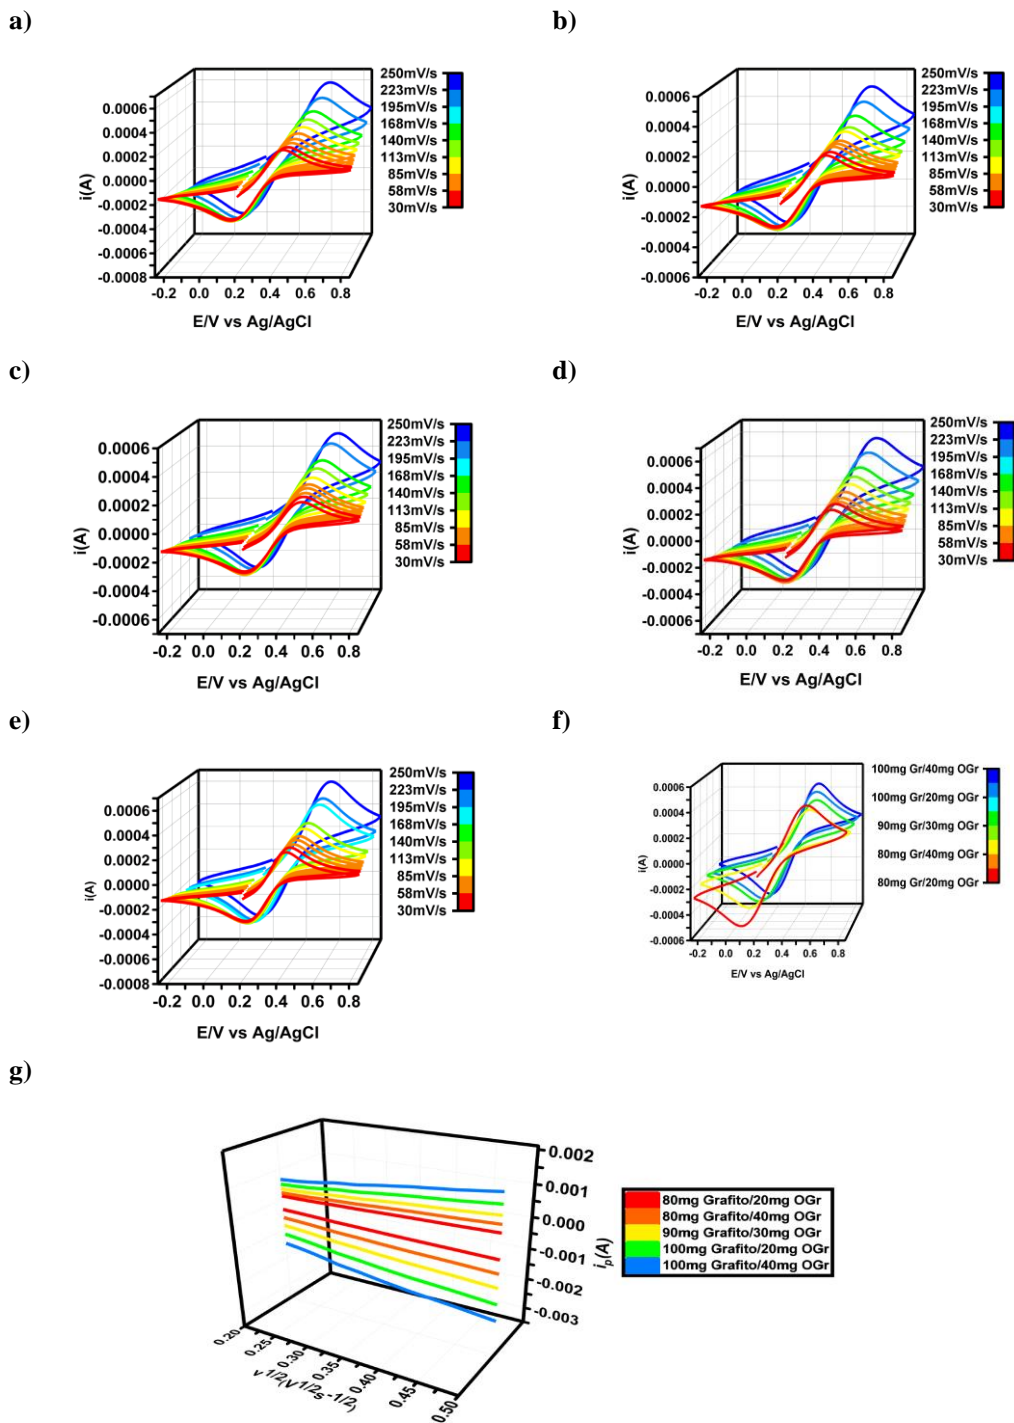 a)
0.0006
0.0004
0.0002
0.0000
-0.0002
-0.0004
-0.0006
-0.0008
i(A)
-0.2 0.0 0.2 0.4 0.6 0.8
E/V vs Ag/AgCl
250mV/s
223mV/s
195mV/s
168mV/s
140mV/s
113mV/s
85mV/s
58mV/s
30mV/s
b)
0.0006
0.0004
0.0002
0.0000
-0.0002
-0.0004
-0.0006
i(A)
-0.2 0.0 0.2 0.4 0.6 0.8
E/V vs Ag/AgCl
250mV/s
223mV/s
195mV/s
168mV/s
140mV/s
113mV/s
85mV/s
58mV/s
30mV/s
c)
0.0006
0.0004
0.0002
0.0000
-0.0002
-0.0004
-0.0006
i(A)
-0.2 0.0 0.2 0.4 0.6 0.8
E/V vs Ag/AgCl
250mV/s
223mV/s
195mV/s
168mV/s
140mV/s
113mV/s
85mV/s
58mV/s
30mV/s
d)
0.0006
0.0004
0.0002
0.0000
-0.0002
-0.0004
-0.0006
i(A)
-0.2 0.0 0.2 0.4 0.6 0.8
E/V vs Ag/AgCl
250mV/s
223mV/s
195mV/s
168mV/s
140mV/s
113mV/s
85mV/s
58mV/s
30mV/s
e)
0.0006
0.0004
0.0002
0.0000
-0.0002
-0.0004
-0.0006
-0.0008
i(A)
-0.2 0.0 0.2 0.4 0.6 0.8
E/V vs Ag/AgCl
250mV/s
223mV/s
195mV/s
168mV/s
140mV/s
113mV/s
85mV/s
58mV/s
30mV/s
f)
0.0006
0.0004
0.0002
0.0000
-0.0002
-0.0004
-0.0006
i(A)
-0.2 0.0 0.2 0.4 0.6 0.8
E/V vs Ag/AgCl
100mg Gr/40mg OGr
100mg Gr/20mg OGr
90mg Gr/30mg OGr
80mg Gr/40mg OGr
80mg Gr/20mg OGr
g)
0.002
0.001
0.000
-0.001
-0.002
-0.003
i_p(A)
0.20 0.25 0.30 0.35 0.40 0.45 0.50
v^1/2(V^1/2s^-1/2)
80mg Grafito/20mg OGr
80mg Grafito/40mg OGr
90mg Grafito/30mg OGr
100mg Grafito/20mg OGr
100mg Grafito/40mg OGr